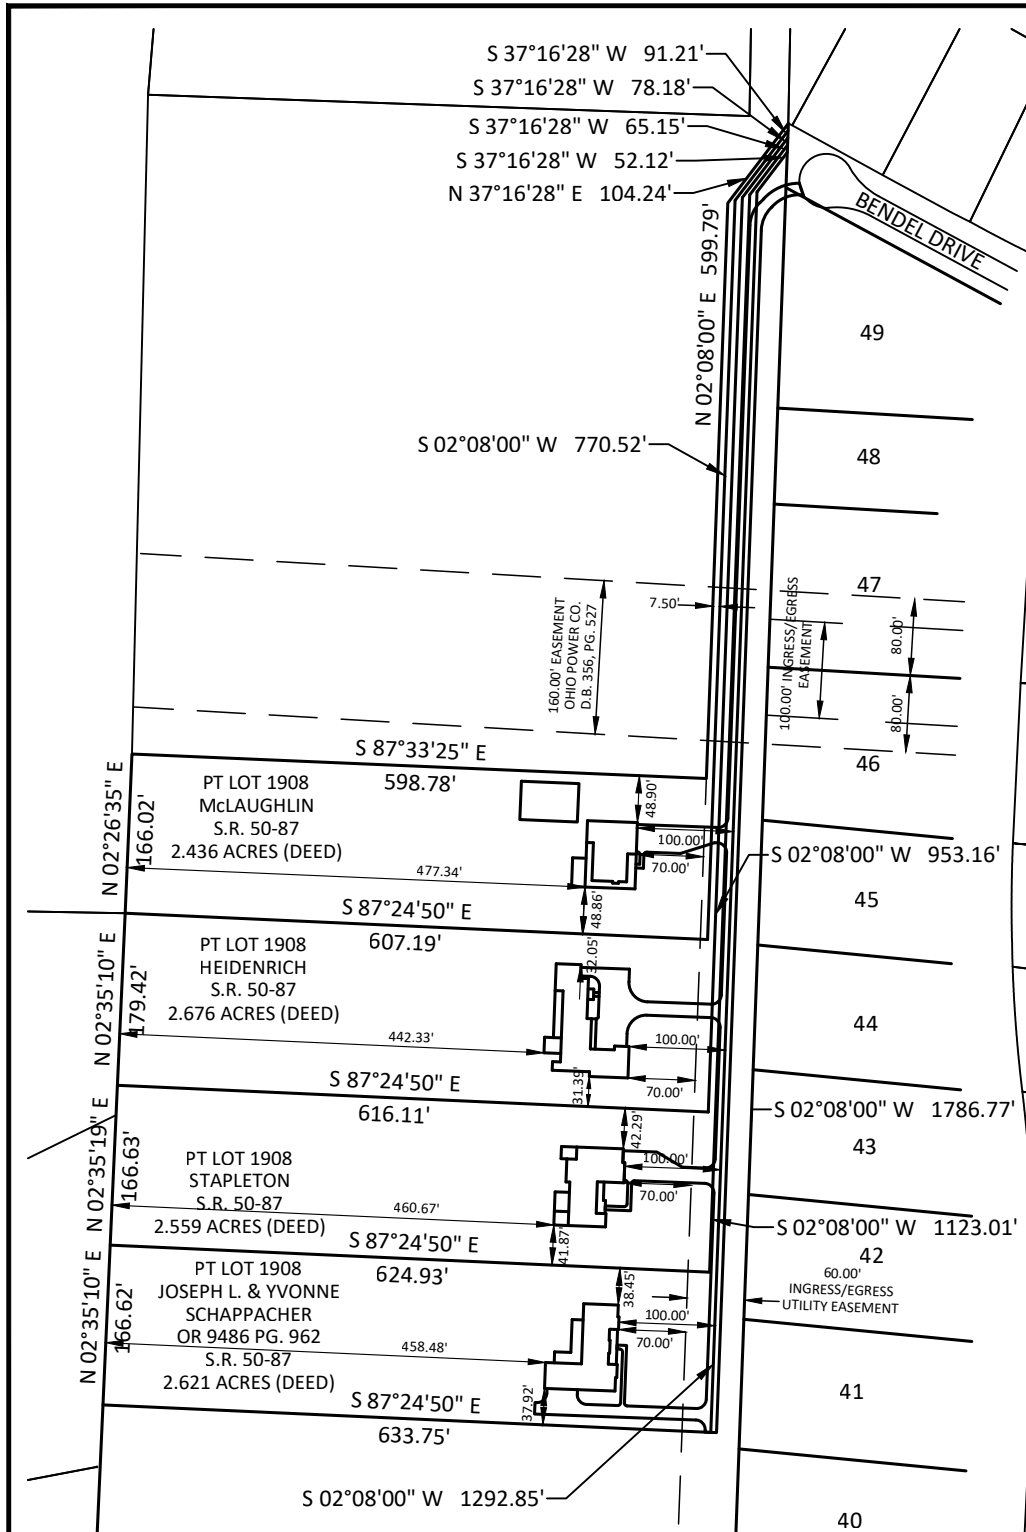 S 37°16'28" W 91.21'
S 37°16'28" W 78.18'
S 37°16'28" W 65.15'
S 37°16'28" W 52.12'
N 37°16'28" E 104.24'
BENDEL DRIVE
N 02°08'00" E 599.79'
49
S 02°08'00" W 770.52'
48
47
7.50'
160.00' EASEMENT
OHIO POWER CO.
D.B. 356, PG. 527
100.00' INGRESS/EGRESS
EASEMENT
80.00'
80.00'
46
S 87°33'25" E
598.78'
N 02°26'35" E
166.02'
PT LOT 1908
McLAUGHLIN
S.R. 50-87
2.436 ACRES (DEED)
48.90'
100.00'
70.00'
477.34'
48.86'
S 02°08'00" W 953.16'
45
S 87°24'50" E
607.19'
N 02°35'10" E
179.42'
PT LOT 1908
HEIDENRICH
S.R. 50-87
2.676 ACRES (DEED)
32.05'
442.33'
100.00'
70.00'
31.39'
44
S 87°24'50" E
616.11'
S 02°08'00" W 1786.77'
43
N 02°35'19" E
166.63'
PT LOT 1908
STAPLETON
S.R. 50-87
2.559 ACRES (DEED)
42.29'
100.00'
70.00'
460.67'
41.87'
S 02°08'00" W 1123.01'
42
S 87°24'50" E
624.93'
60.00'
INGRESS/EGRESS
UTILITY EASEMENT
N 02°35'10" E
166.62'
PT LOT 1908
JOSEPH L. & YVONNE
SCHAPPACHER
OR 9486 PG. 962
S.R. 50-87
2.621 ACRES (DEED)
38.45'
100.00'
70.00'
458.48'
37.92'
41
S 87°24'50" E
633.75'
S 02°08'00" W 1292.85'
40